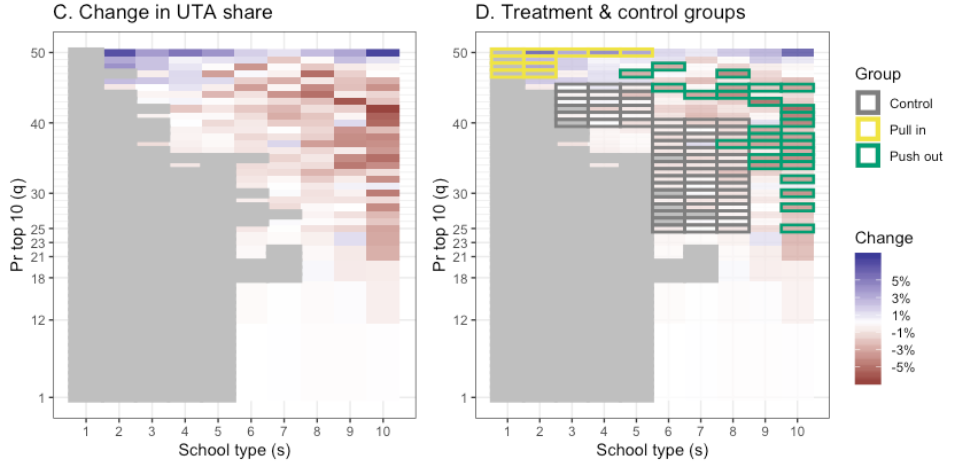 C. Change in UTA share
50
40
30
25
23
21
18
12
1
Pr top 10 (q)
1 2 3 4 5 6 7 8 9 10
School type (s)
D. Treatment & control groups
50
40
30
25
23
21
18
12
1
Pr top 10 (q)
1 2 3 4 5 6 7 8 9 10
School type (s)
Group
Control
Pull in
Push out
Change
5%
3%
1%
-1%
-3%
-5%